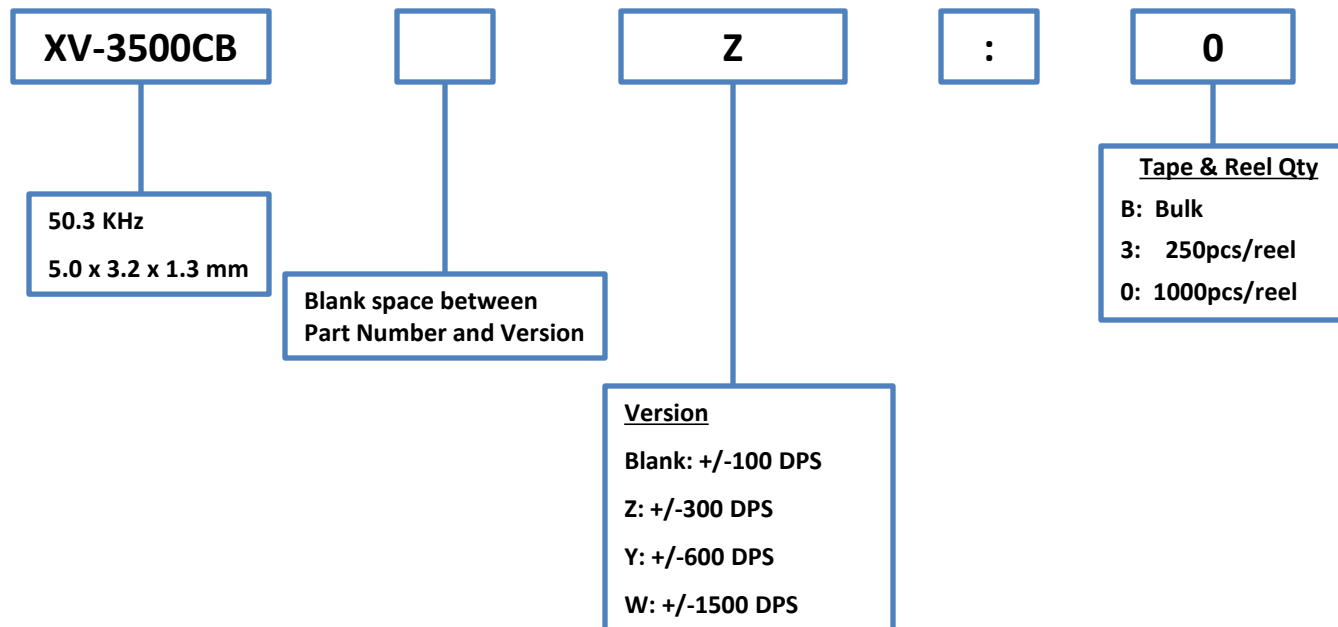 XV-3500CB Z : 0
50.3 KHz
5.0 x 3.2 x 1.3 mm
Blank space between
Part Number and Version
Version
Blank: +/-100 DPS
Z: +/-300 DPS
Y: +/-600 DPS
W: +/-1500 DPS
Tape & Reel Qty
B: Bulk
3: 250pcs/reel
0: 1000pcs/reel